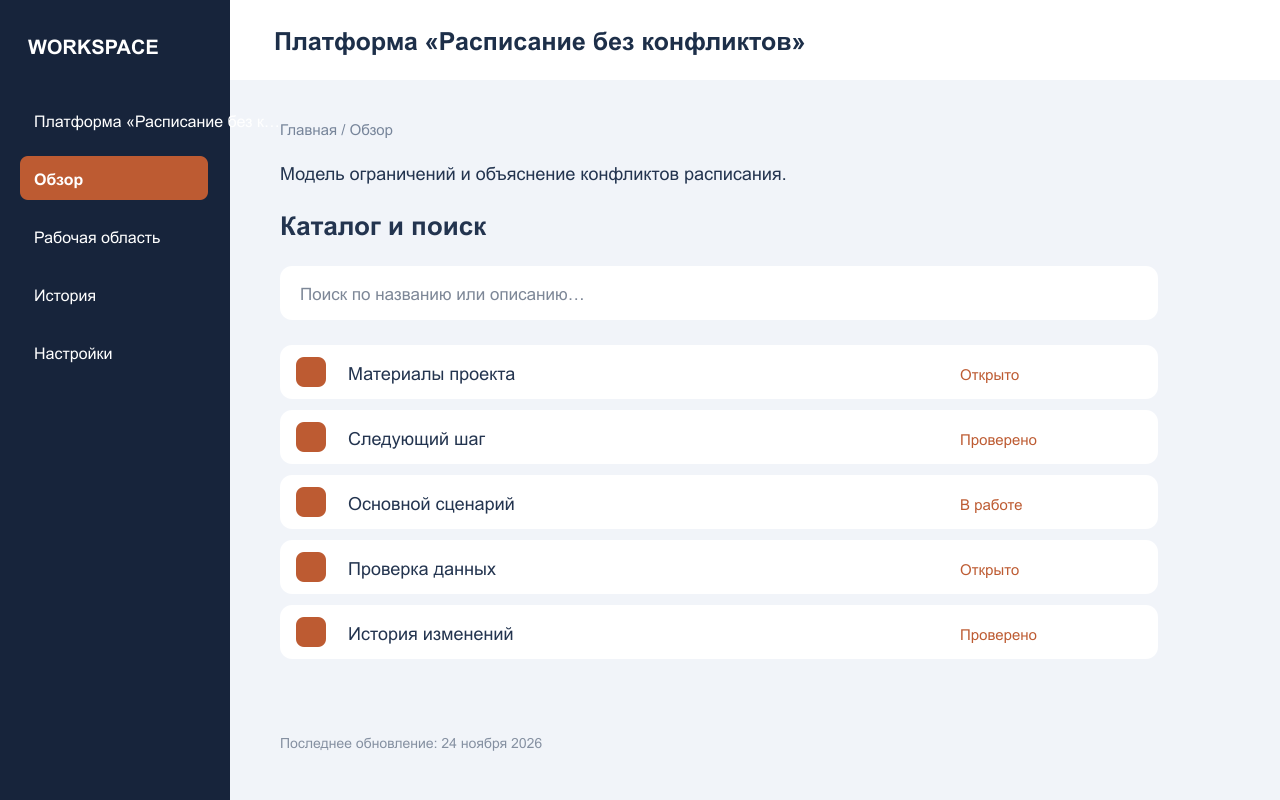 WORKSPACE
Платформа «Расписание без к…
Обзор
Рабочая область
История
Настройки
Платформа «Расписание без конфликтов»
Главная / Обзор
Модель ограничений и объяснение конфликтов расписания.
Каталог и поиск
Поиск по названию или описанию…
Материалы проекта Открыто
Следующий шаг Проверено
Основной сценарий В работе
Проверка данных Открыто
История изменений Проверено
Последнее обновление: 24 ноября 2026